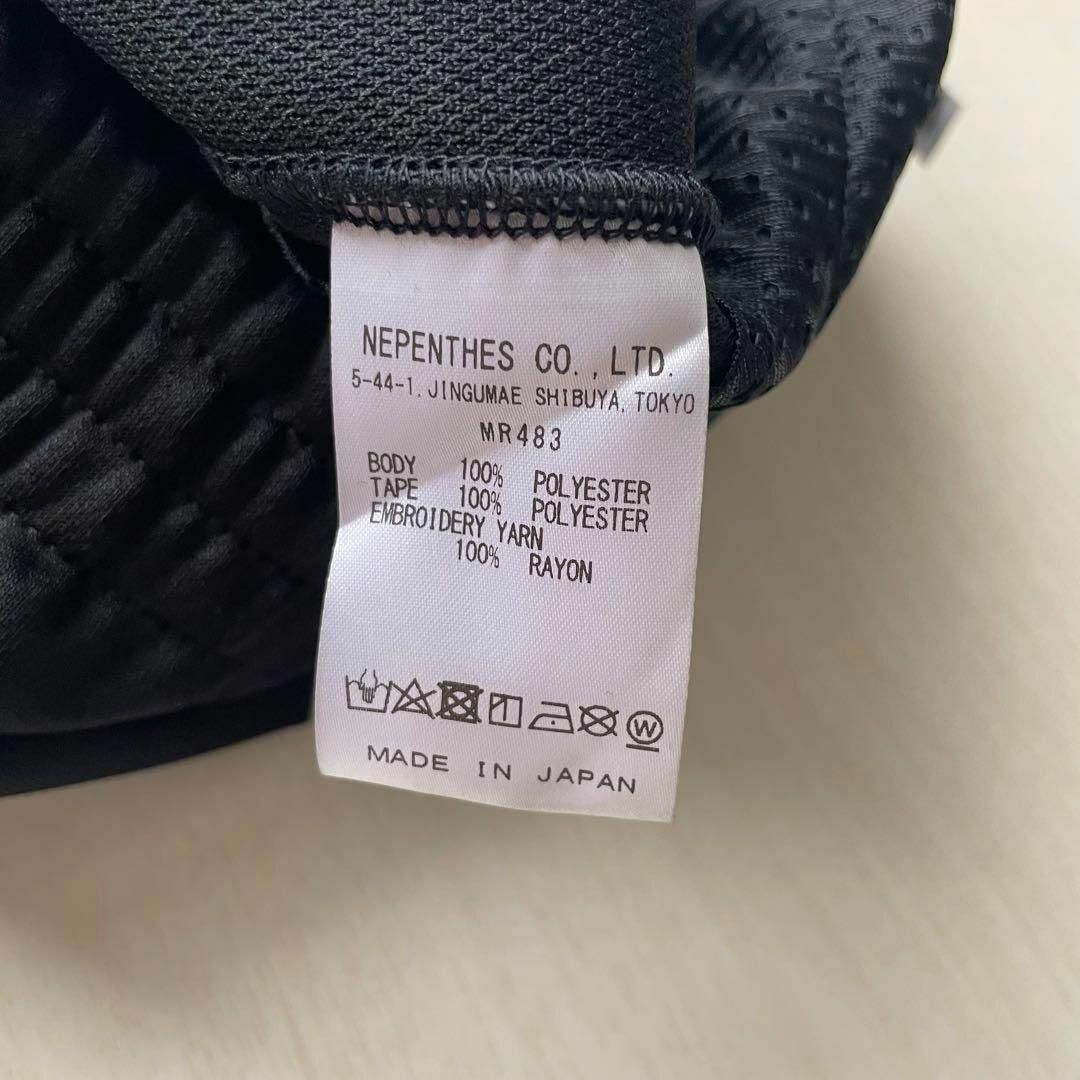 NEPENTHES CO., LTD.
5-44-1, JINGUMAE SHIBUYA, TOKYO
MR483
BODY 100% POLYESTER
TAPE 100% POLYESTER
EMBROIDERY YARN
100% RAYON
W
MADE IN JAPAN